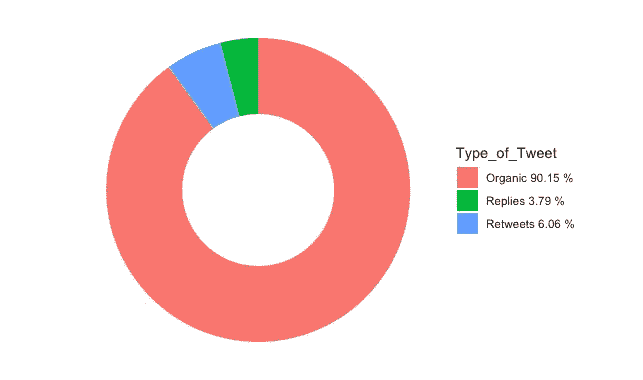 Type_of_Tweet
Organic 90.15 %
Replies 3.79 %
Retweets 6.06 %